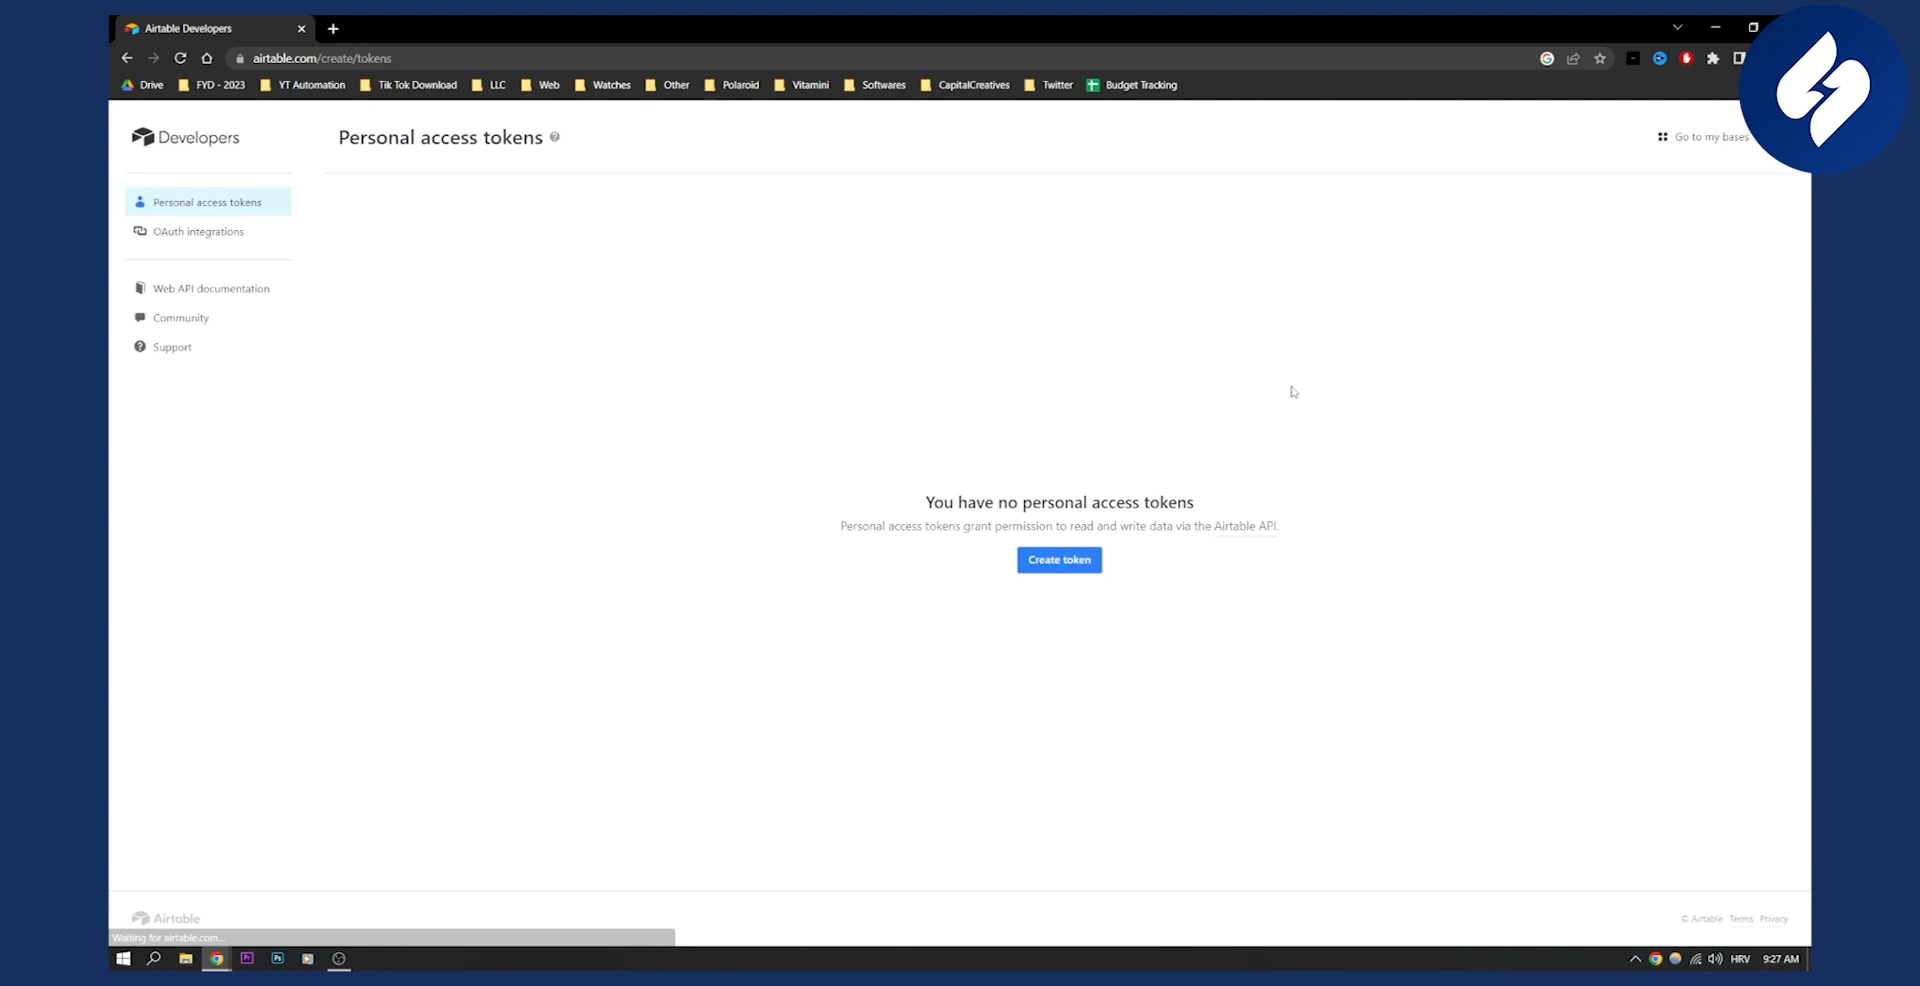 Airtable Developers
airtable.com/create/tokens
Drive FYD - 2023 YT Automation Tik Tok Download LLC Web Watches Other Polaroid Vitamini Softwares CapitalCreatives Twitter Budget Tracking
Developers
Personal access tokens
Go to my bases
Personal access tokens
OAuth integrations
Web API documentation
Community
Support
You have no personal access tokens
Personal access tokens grant permission to read and write data via the Airtable API.
Create token
Airtable
© Airtable Terms Privacy
Waiting for airtable.com...
Pr Ps
HRV 9:27 AM